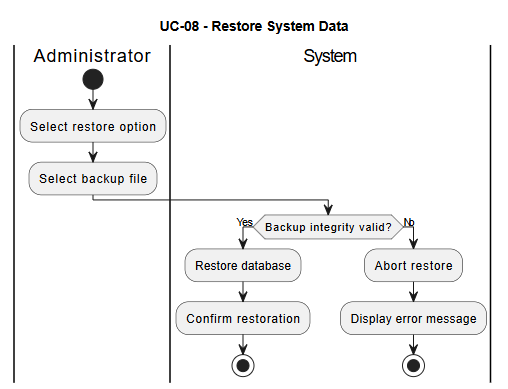 UC-08 - Restore System Data
Administrator
System
Select restore option
Select backup file
Yes
Backup integrity valid?
No
Restore database
Abort restore
Confirm restoration
Display error message